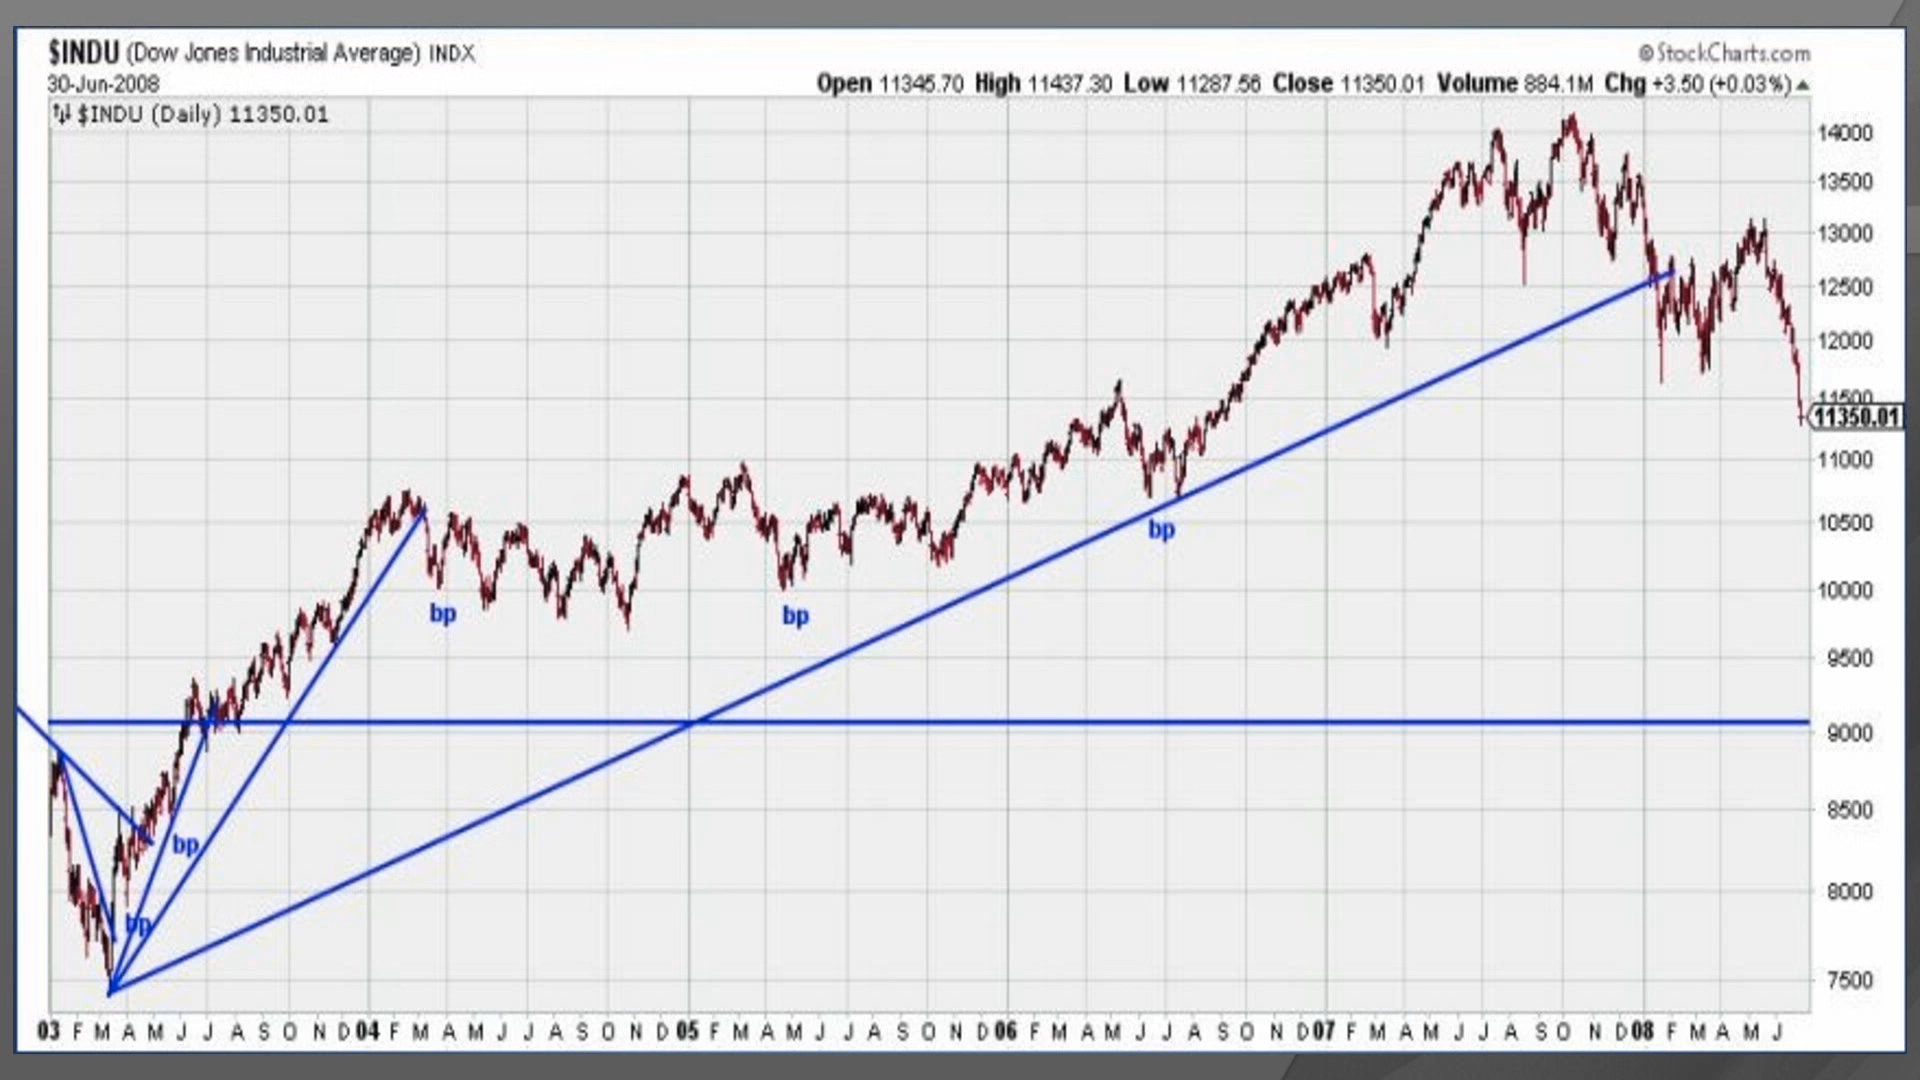 $INDU (Dow Jones Industrial Average) INDX
© StockCharts.com
30-Jun-2008
Open 11345.70 High 11437.30 Low 11287.56 Close 11350.01 Volume 884.1M Chg +3.50 (+0.03%)
$INDU (Daily) 11350.01
14000
13500
13000
12500
12000
11500
11350.01
11000
10500
bp
10000
bp
bp
9500
9000
8500
bp
8000
bp
7500
03 F M A M J J A S O N D 04 F M A M J J A S O N D 05 F M A M J J A S O N D 06 F M A M J J A S O N D 07 F M A M J J A S O N D 08 F M A M J